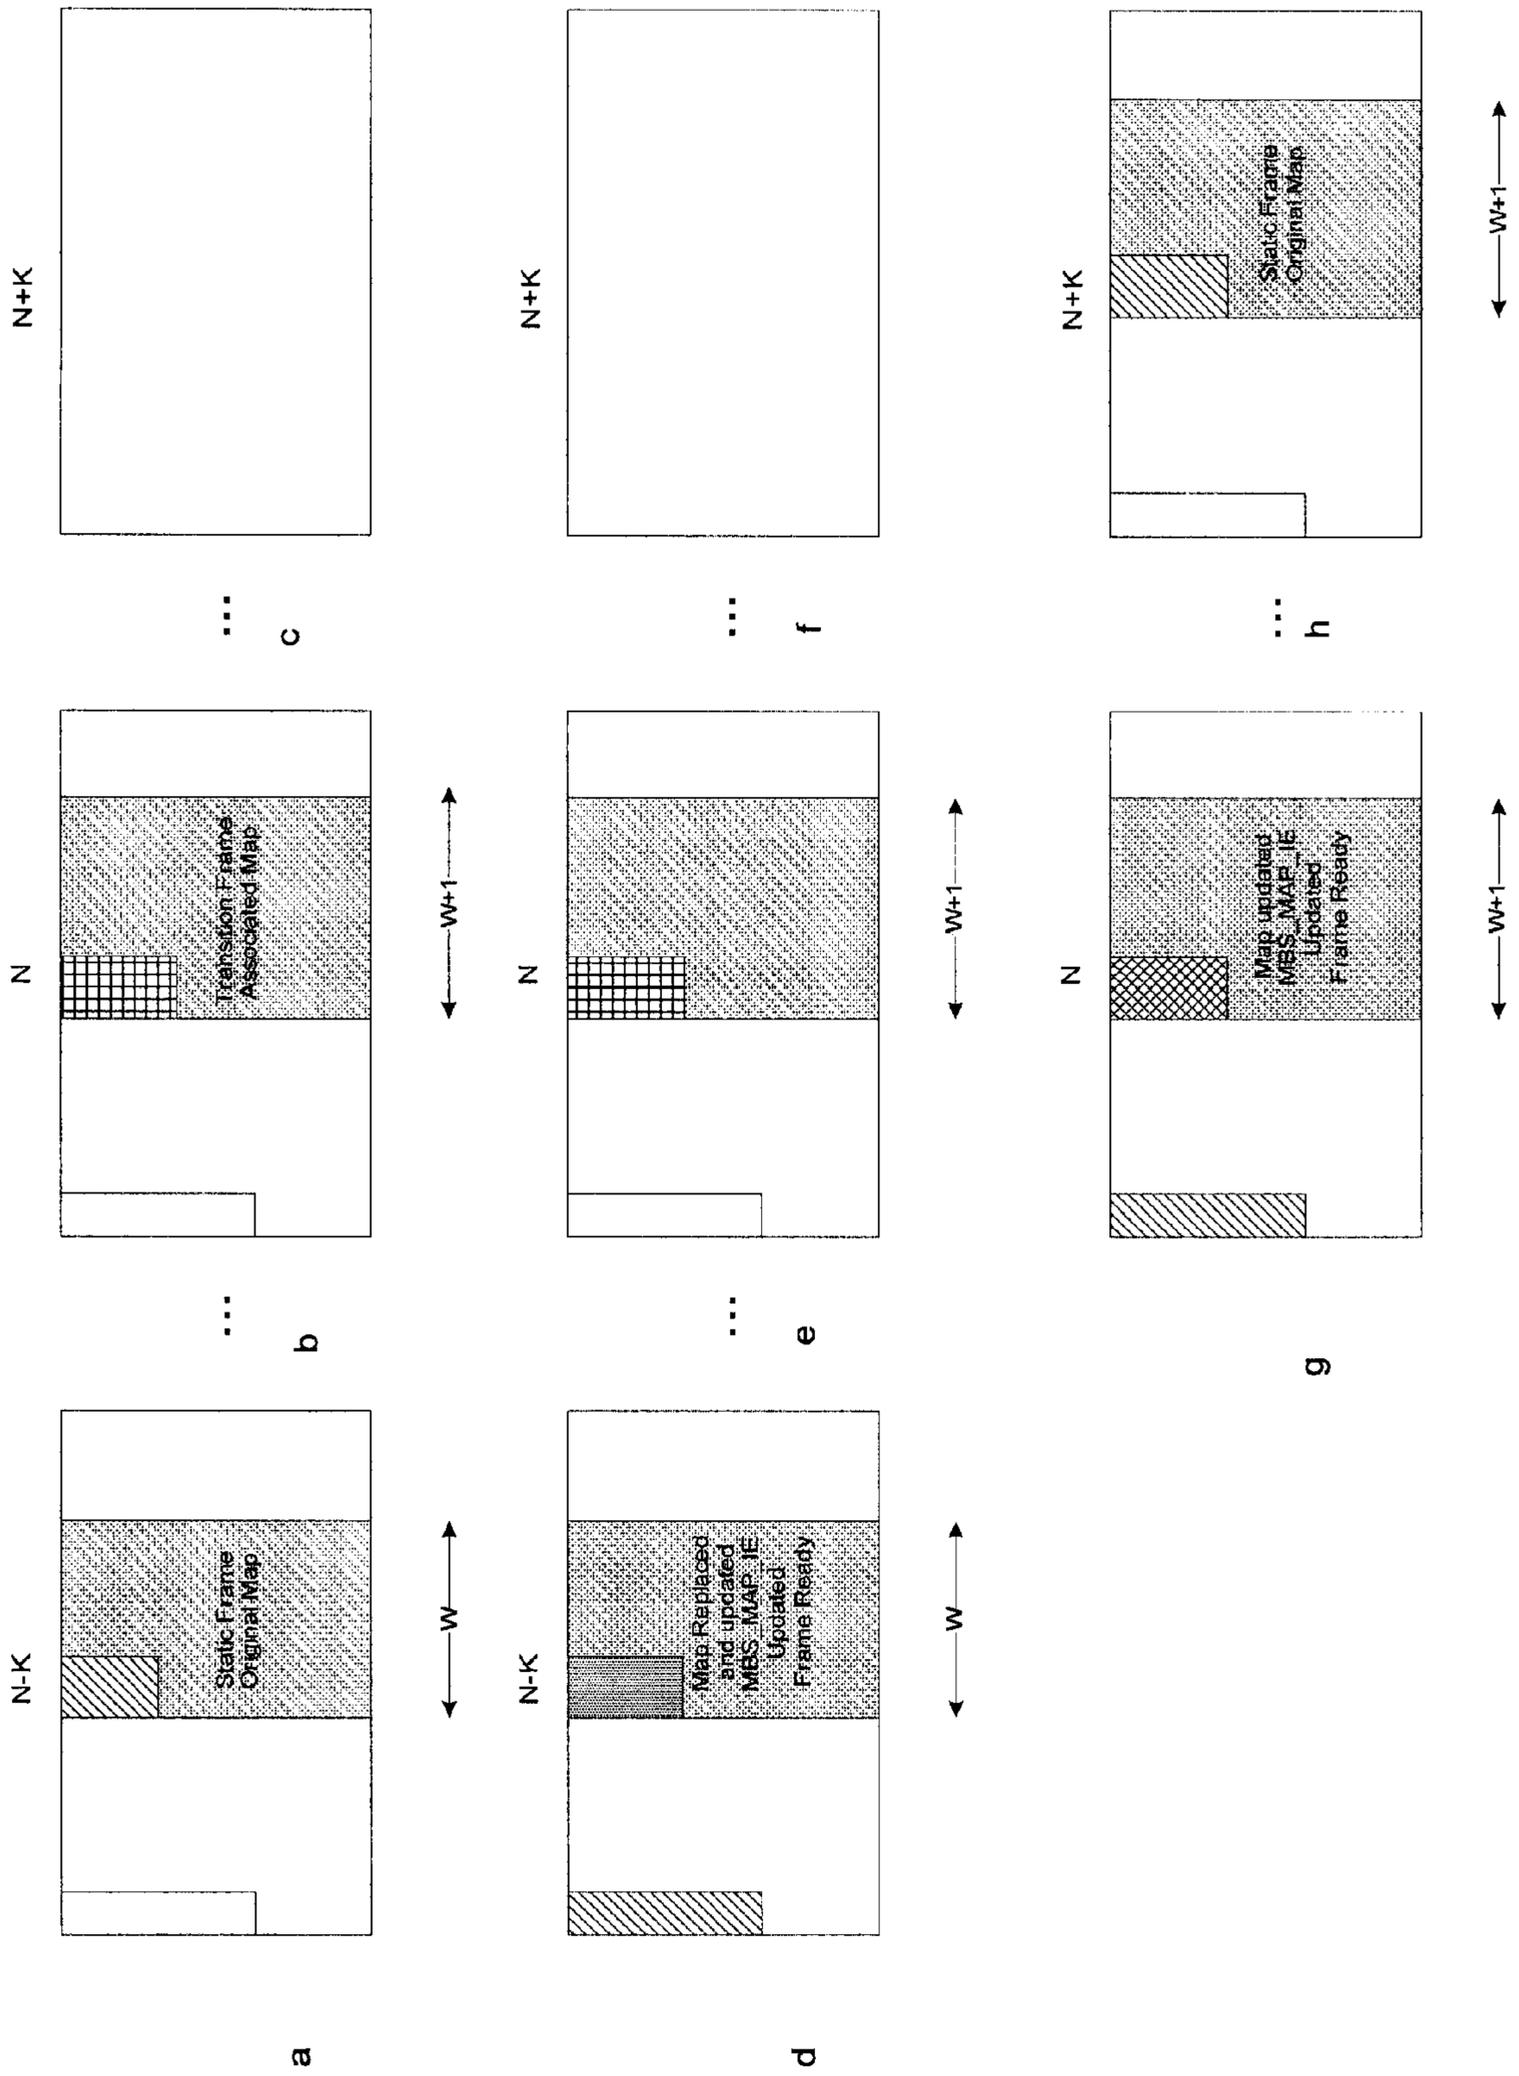 N-K
N
N+K
Static Frame
Original Map
Transition Frame
Associated Map
...
...
a
b
c
W
W+1
N-K
N
N+K
Map Replaced
and updated
MBS_MAP_IE
Updated
Frame Ready
...
...
d
e
f
W
W+1
N
N+K
Map updated
MBS_MAP_IE
Updated
Frame Ready
Static Frame
Original Map
...
g
h
W+1
W+1